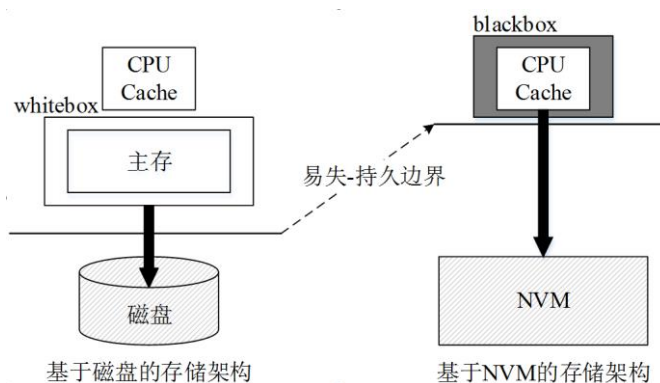 CPU
Cache
whitebox
主存
磁盘
基于磁盘的存储架构
易失-持久边界
blackbox
CPU
Cache
NVM
基于NVM的存储架构